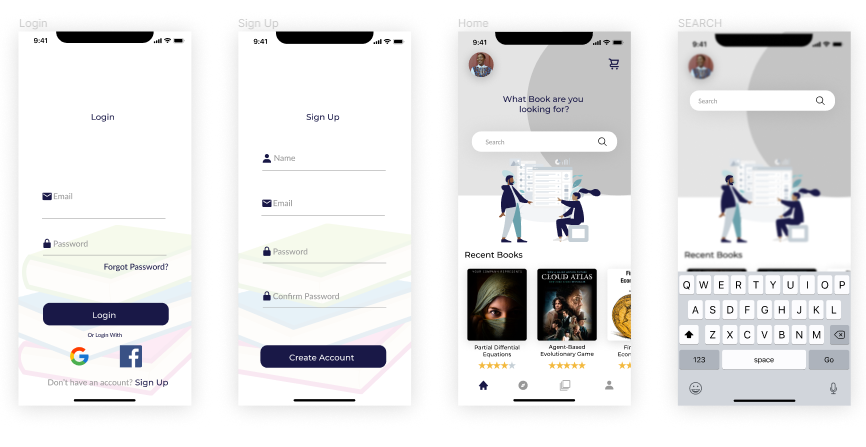 Login
9:41
Login
Email
Password
Forgot Password?
Login
Or Login With
Don't have an account? Sign Up
Sign Up
9:41
Sign Up
Name
Email
Password
Confirm Password
Create Account
Home
9:41
What Book are you
looking for?
Search
Recent Books
CLOUD ATLAS
Partial Diffential
Equations
Agent-Based
Evolutionary Game
Fin
Econ
SEARCH
9:41
Search
Recent Books
Q W E R T Y U I O P
A S D F G H J K L
Z X C V B N M
123 space Go